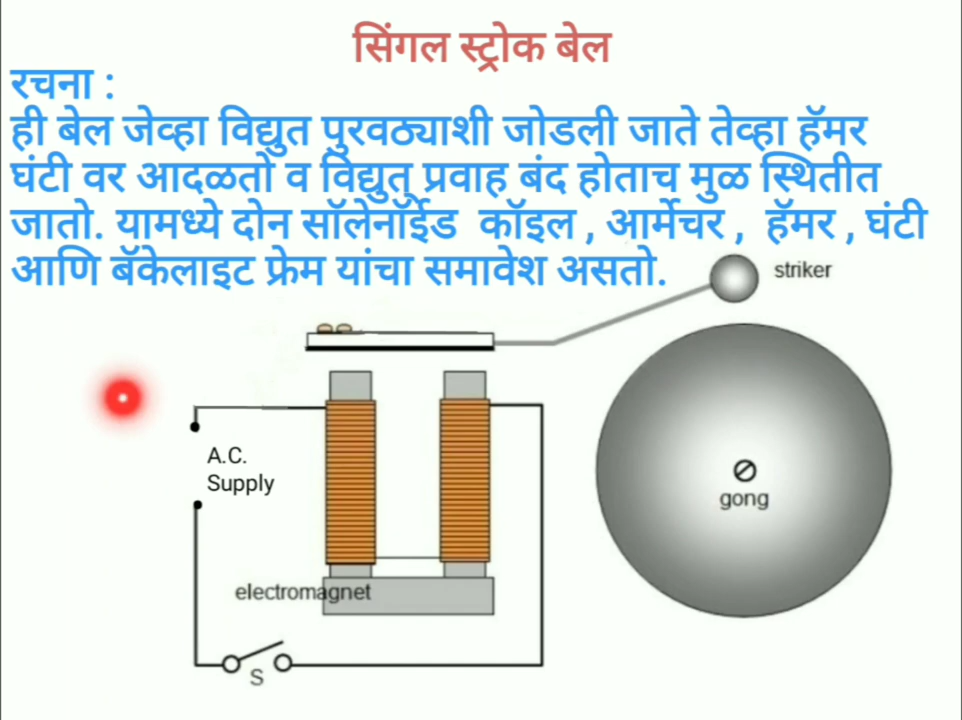 सिंगल स्ट्रोक बेल
रचना :
ही बेल जेव्हा विद्युत पुरवठ्याशी जोडली जाते तेव्हा हॅमर
घंटी वर आदळतो व विद्युत् प्रवाह बंद होताच मुळ स्थितीत
जातो. यामध्ये दोन सॉलेनॉईड कॉइल , आर्मेचर , हॅमर , घंटी
आणि बॅकेलाइट फ्रेम यांचा समावेश असतो.
striker
A.C.
Supply
gong
electromagnet
S